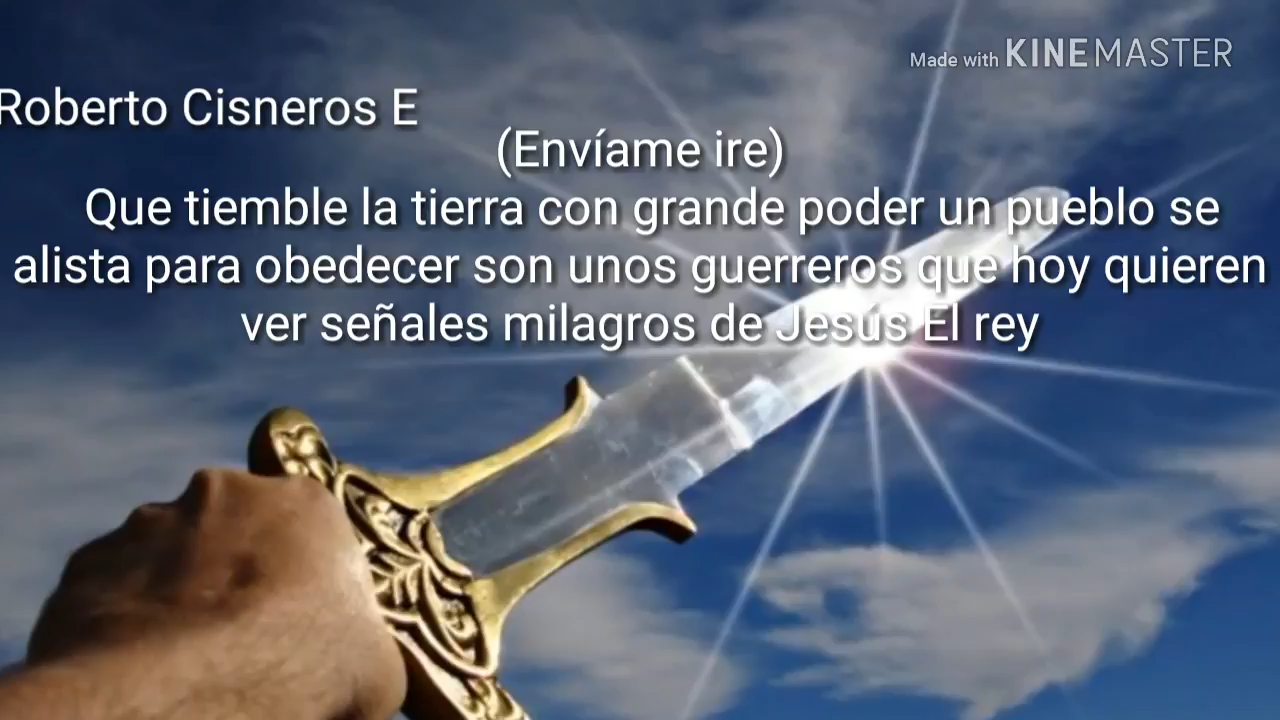 Made with KINEMASTER
Roberto Cisneros E
(Envíame ire)
Que tiemble la tierra con grande poder un pueblo se
alista para obedecer son unos guerreros que hoy quieren
ver señales milagros de Jesús El rey